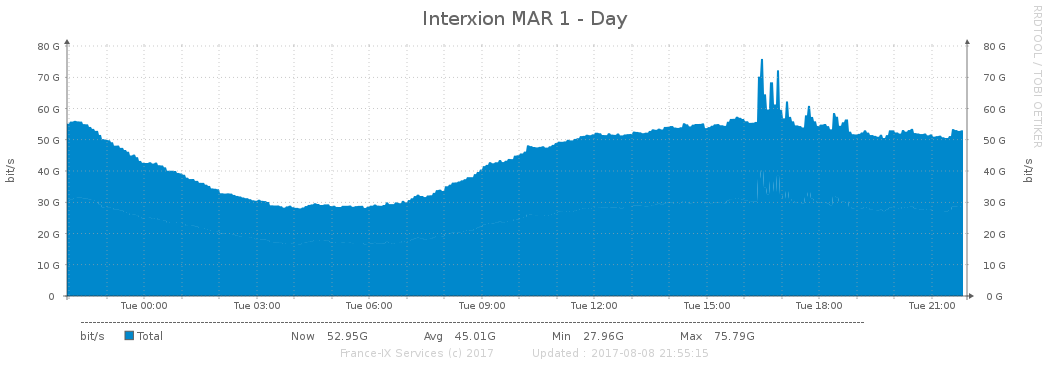 Interxion MAR 1 - Day
RRDTOOL / TOBI OETIKER
80 G 80 G
70 G 70 G
60 G 60 G
50 G 50 G
40 G 40 G
30 G 30 G
20 G 20 G
10 G 10 G
0 0 G
bit/s
bit/s
Tue 00:00 Tue 03:00 Tue 06:00 Tue 09:00 Tue 12:00 Tue 15:00 Tue 18:00 Tue 21:00
bit/s Total Now 52.95G Avg 45.01G Min 27.96G Max 75.79G
France-IX Services (c) 2017 Updated : 2017-08-08 21:55:15